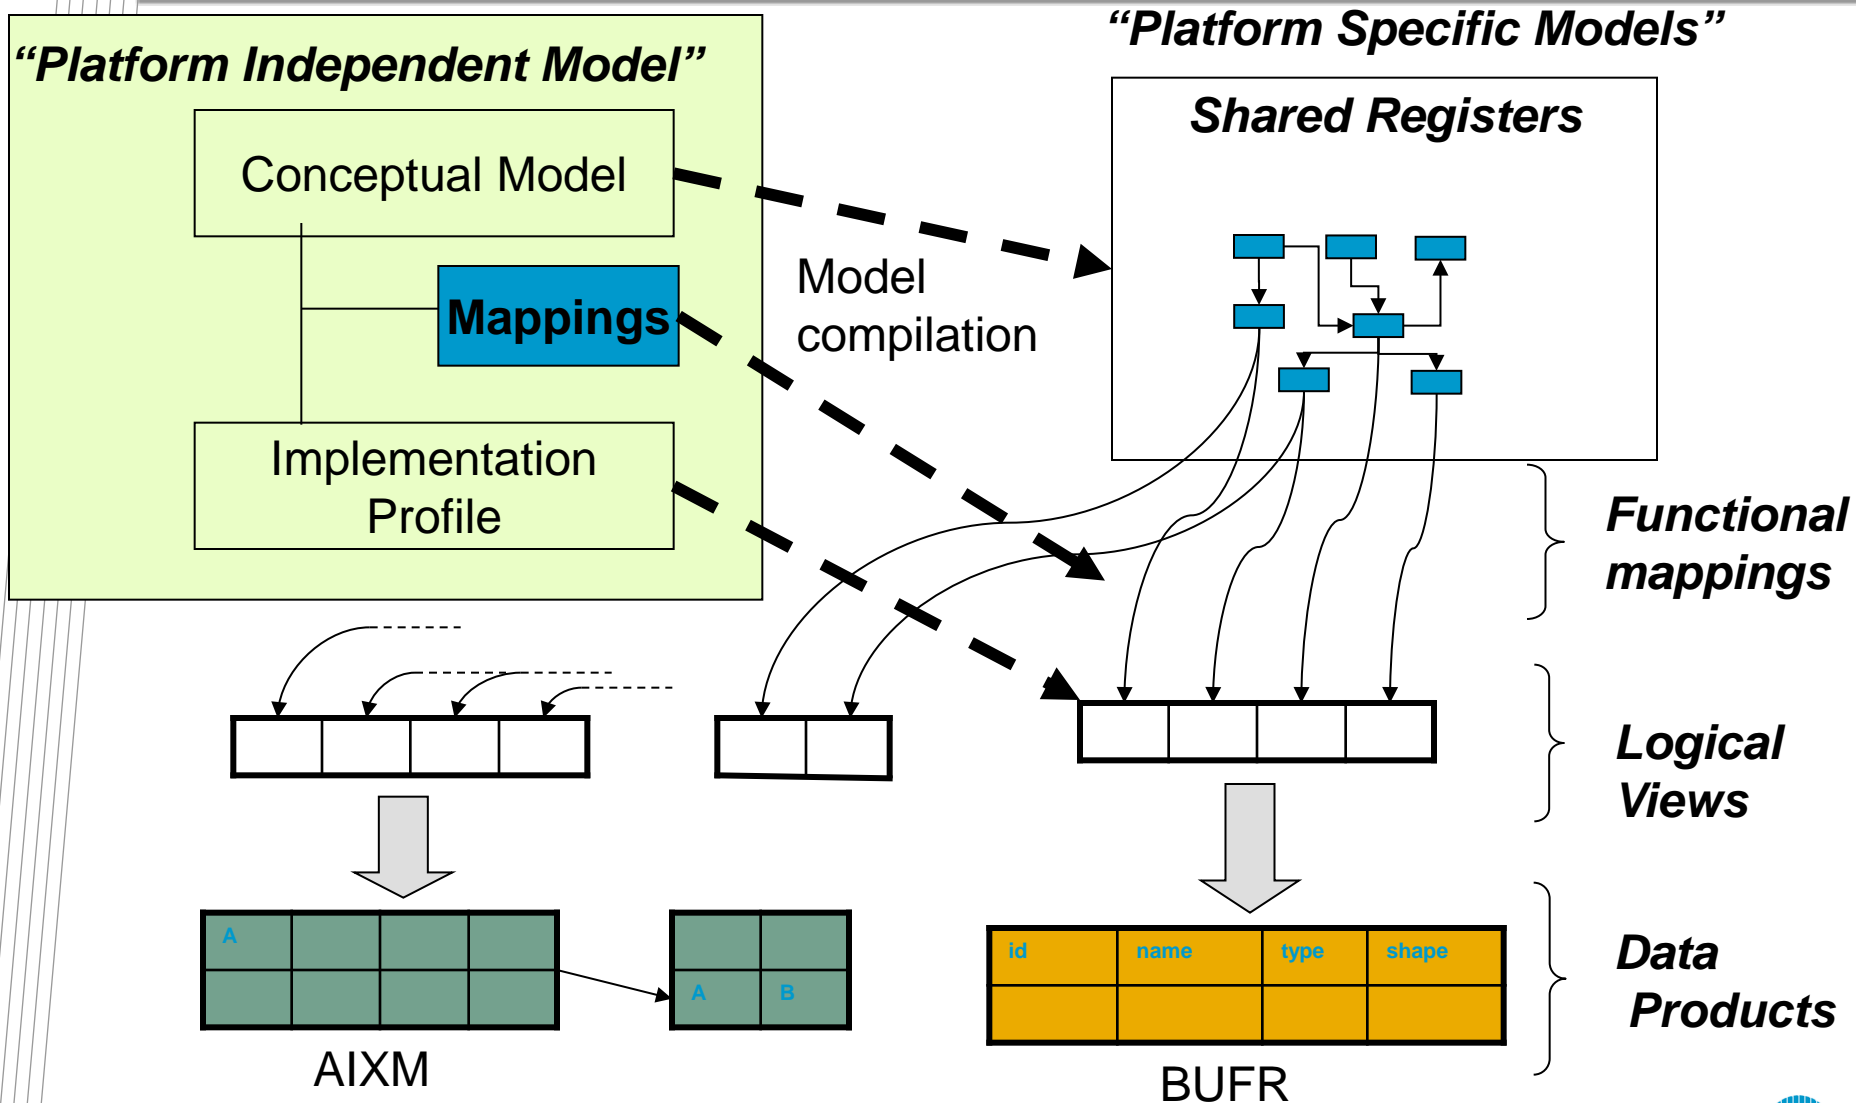 “Platform Independent Model”
“Platform Specific Models”
Conceptual Model
Mappings
Implementation
Profile
Model
compilation
Shared Registers
Functional
mappings
Logical
Views
Data
Products
A
A B
AIXM
id name type shape
BUFR